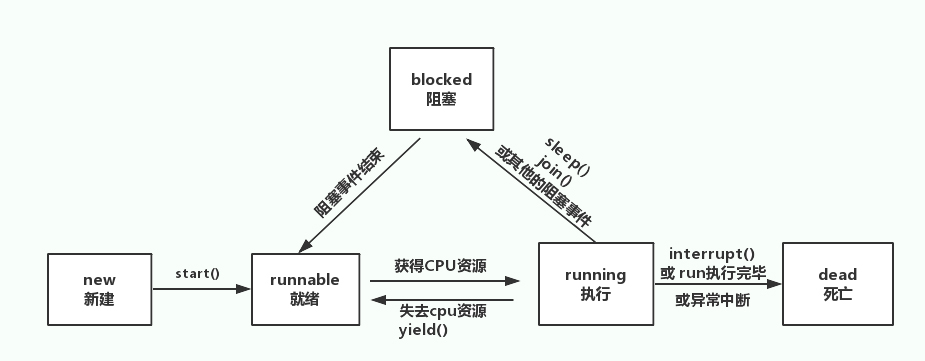 blocked
阻塞
阻塞事件结束
sleep()
join()
或其他的阻塞事件
new
新建
start()
runnable
就绪
获得CPU资源
失去cpu资源
yield()
running
执行
interrupt()
或 run执行完毕
或异常中断
dead
死亡